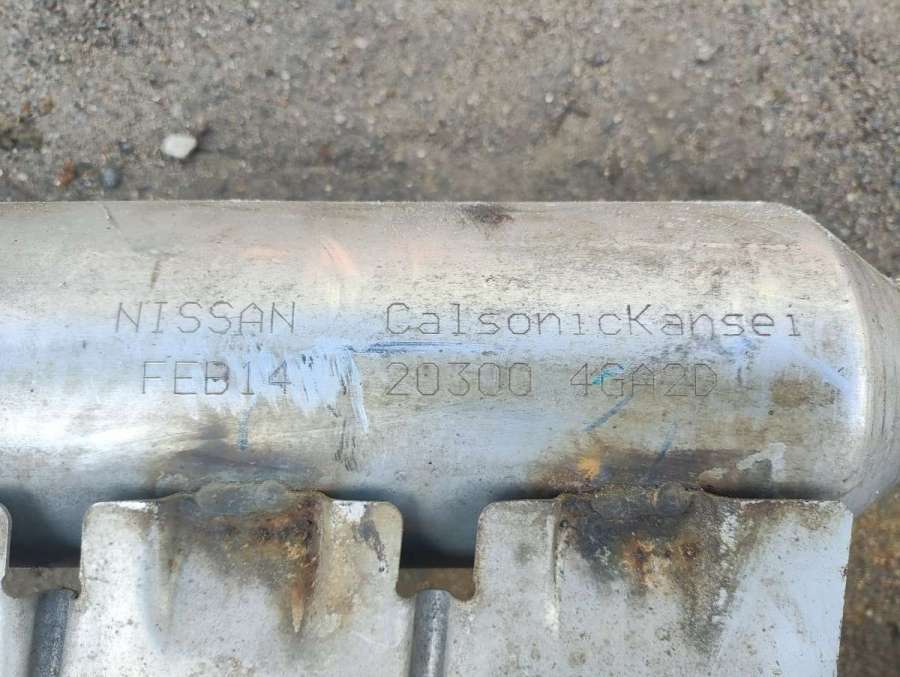 NISSAN CalsonicKansei
FEB14 20300 4GA2D